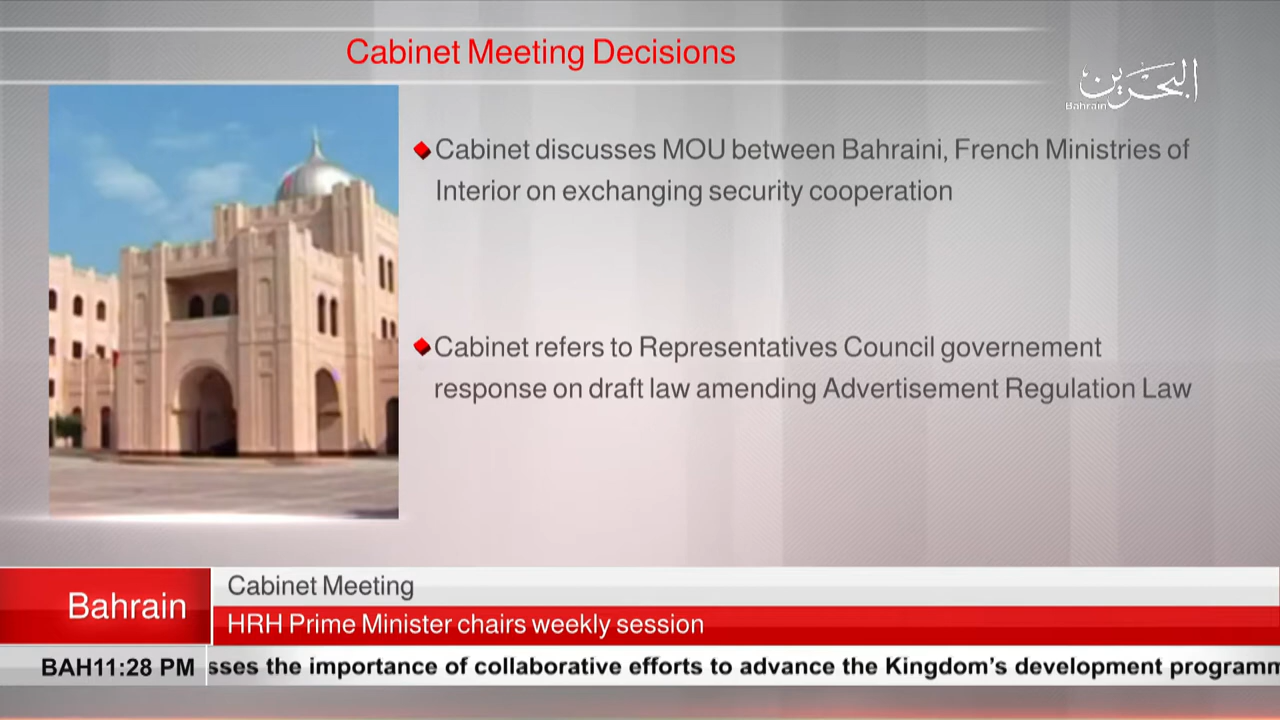 Cabinet Meeting Decisions
البحرين
Bahrain
Cabinet discusses MOU between Bahraini, French Ministries of
Interior on exchanging security cooperation
Cabinet refers to Representatives Council governement
response on draft law amending Advertisement Regulation Law
Bahrain
Cabinet Meeting
HRH Prime Minister chairs weekly session
BAH11:28 PM sses the importance of collaborative efforts to advance the Kingdom’s development programm